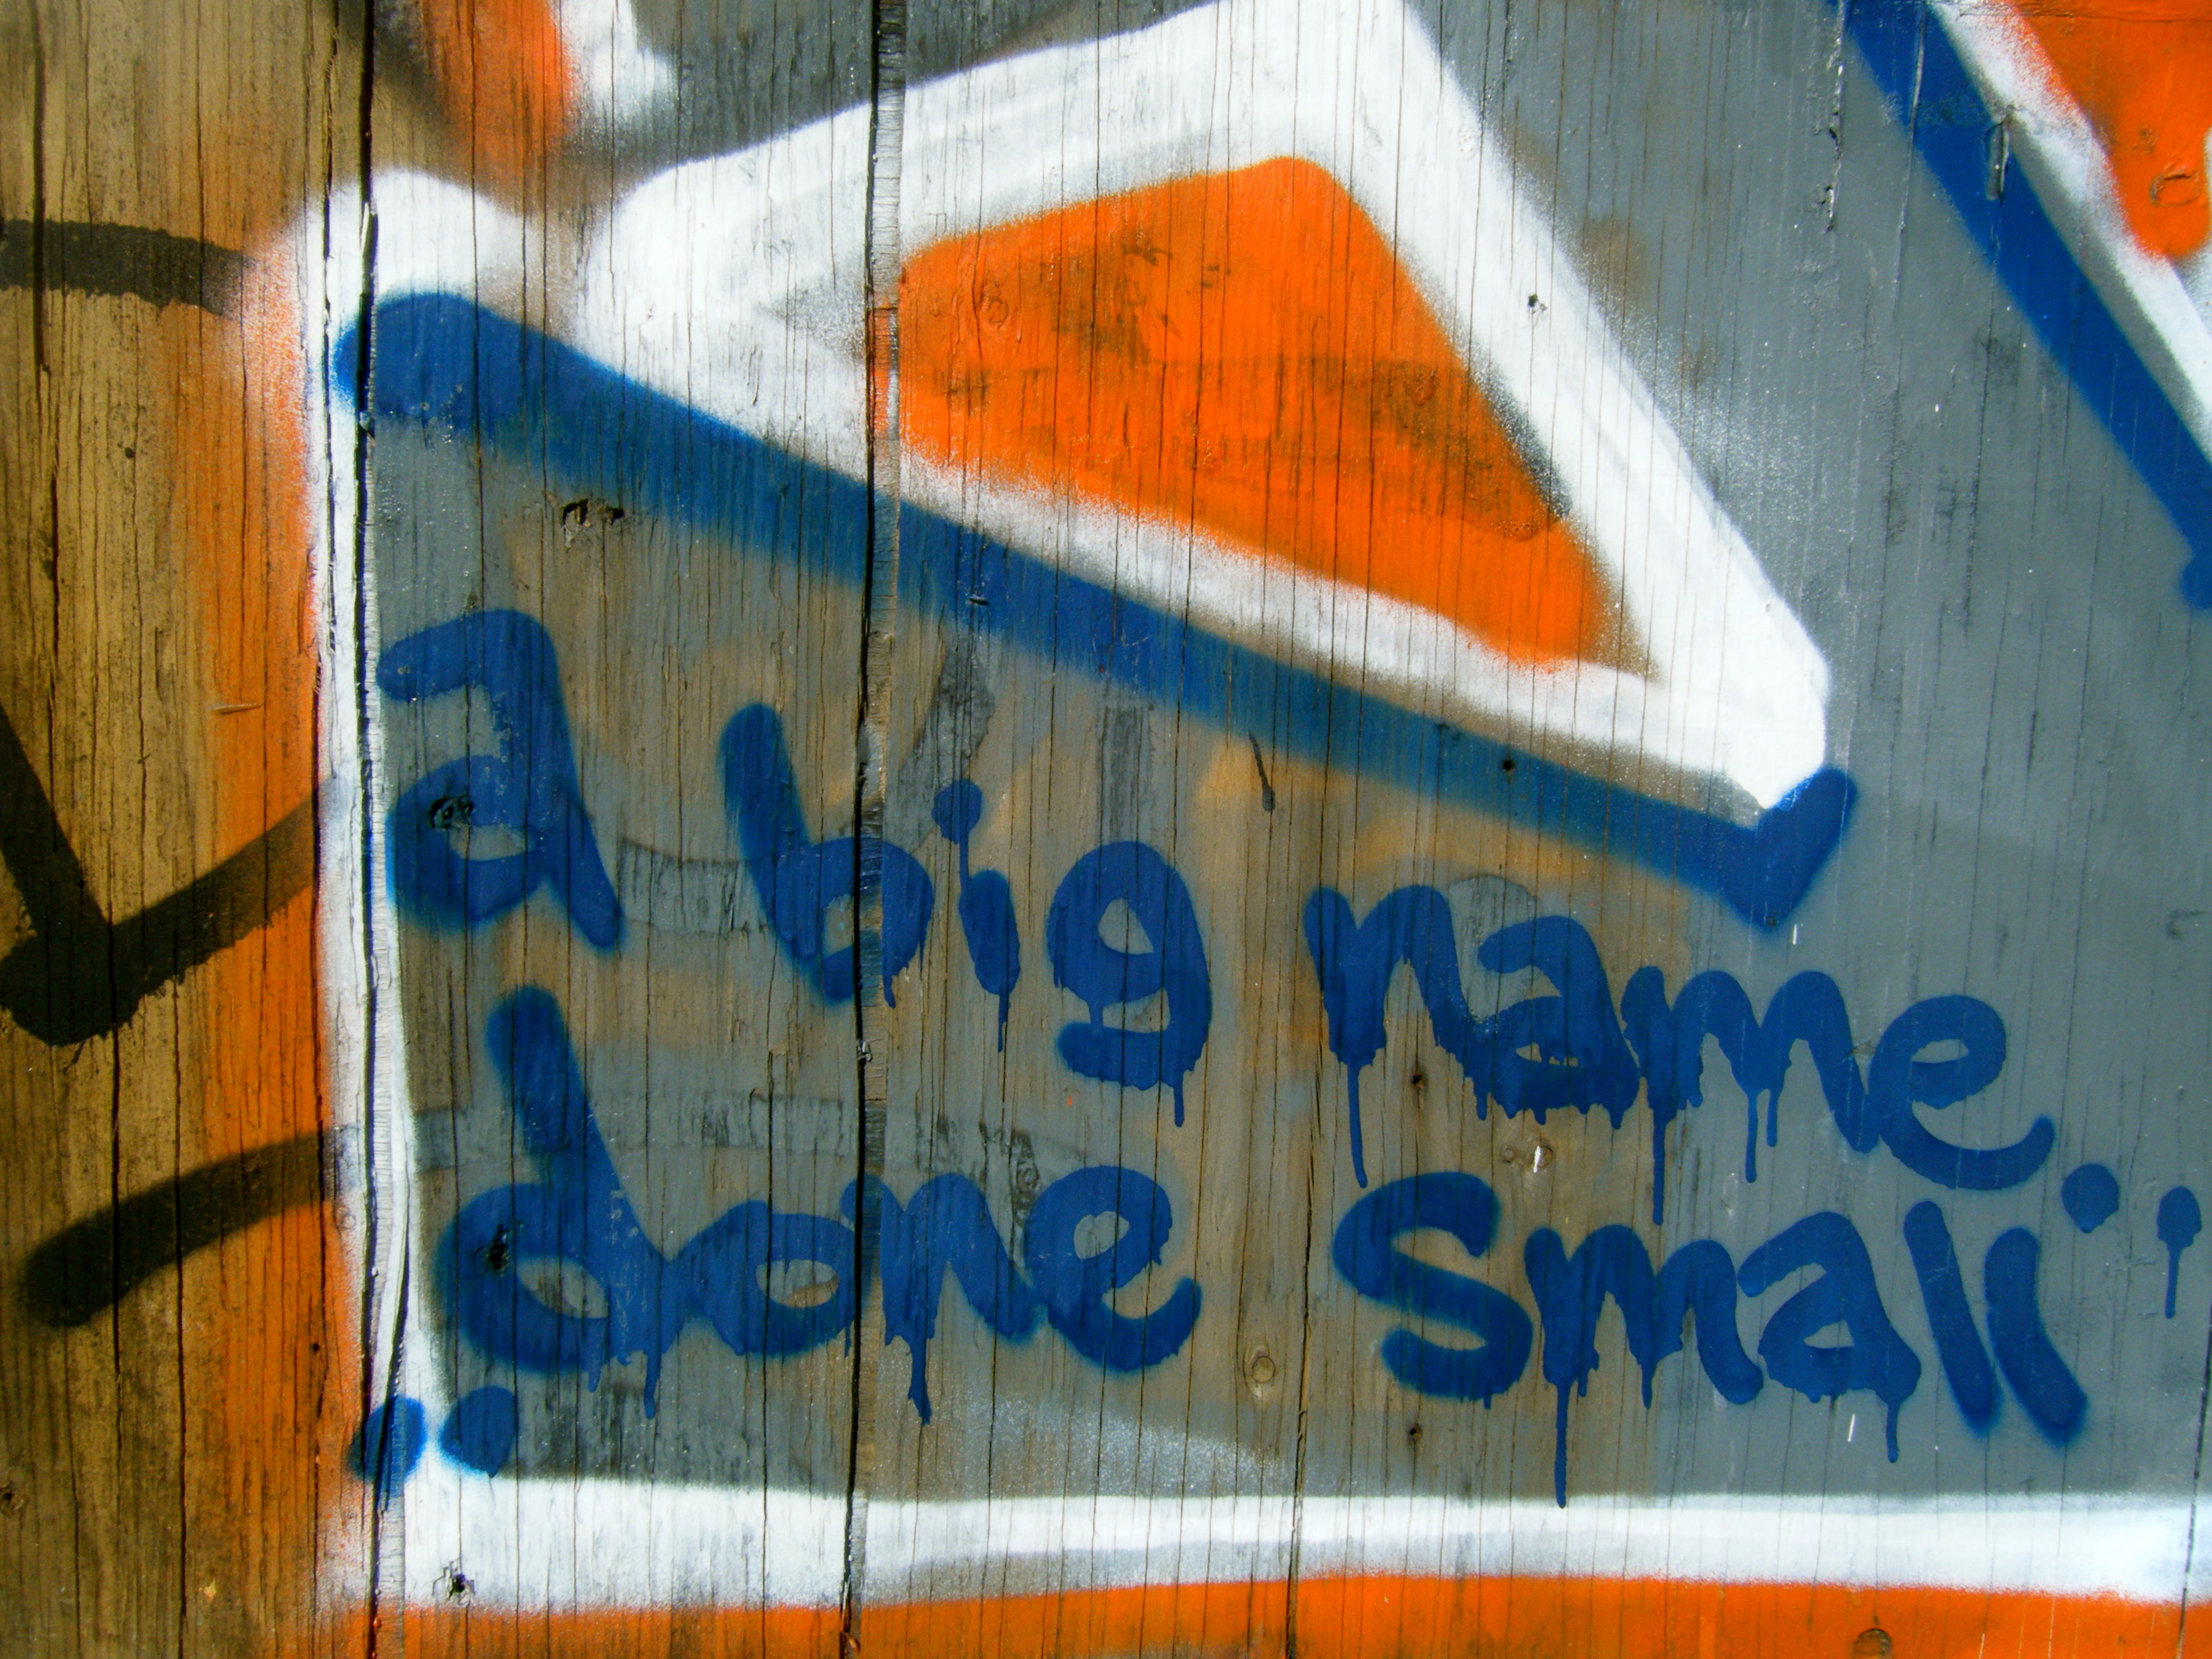 a big name.
done small